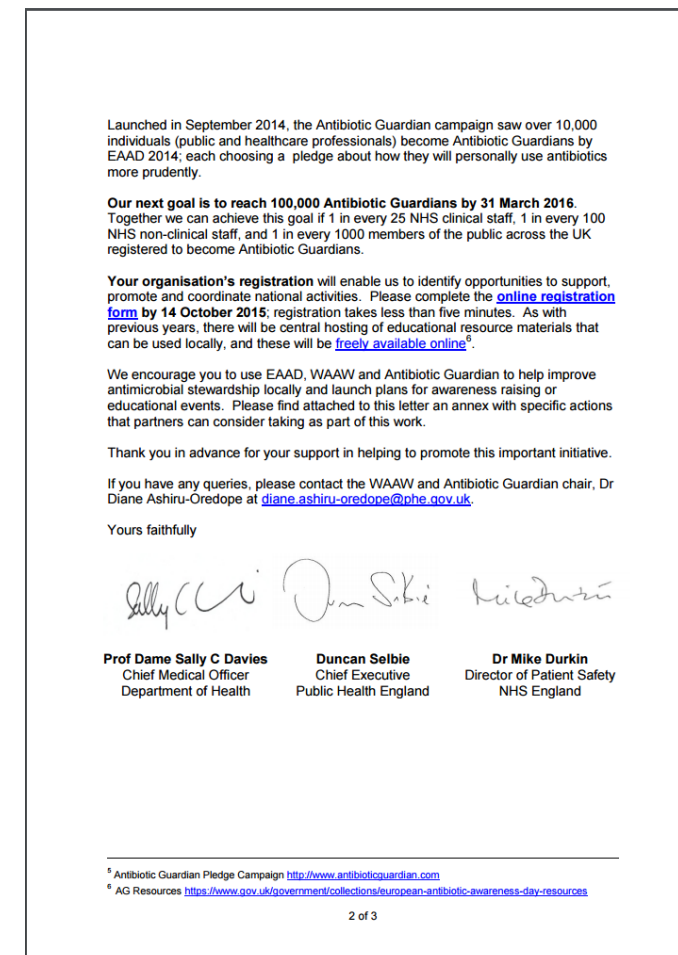 Launched in September 2014, the Antibiotic Guardian campaign saw over 10,000
individuals (public and healthcare professionals) become Antibiotic Guardians by
EAAD 2014; each choosing a  pledge about how they will personally use antibiotics
more prudently.
Our next goal is to reach 100,000 Antibiotic Guardians by 31 March 2016.
Together we can achieve this goal if 1 in every 25 NHS clinical staff, 1 in every 100
NHS non-clinical staff, and 1 in every 1000 members of the public across the UK
registered to become Antibiotic Guardians.
Your organisation's registration will enable us to identify opportunities to support,
promote and coordinate national activities.  Please complete the online registration
form by 14 October 2015; registration takes less than five minutes.  As with
previous years, there will be central hosting of educational resource materials that
can be used locally, and these will be freely available online6.
We encourage you to use EAAD, WAAW and Antibiotic Guardian to help improve
antimicrobial stewardship locally and launch plans for awareness raising or
educational events.  Please find attached to this letter an annex with specific actions
that partners can consider taking as part of this work.
Thank you in advance for your support in helping to promote this important initiative.
If you have any queries, please contact the WAAW and Antibiotic Guardian chair, Dr
Diane Ashiru-Oredope at diane.ashiru-oredope@phe.gov.uk.
Yours faithfully
Prof Dame Sally C Davies Duncan Selbie Dr Mike Durkin
Chief Medical Officer Chief Executive Director of Patient Safety
Department of Health Public Health England NHS England
5 Antibiotic Guardian Pledge Campaign http://www.antibioticguardian.com
6 AG Resources https://www.gov.uk/government/collections/european-antibiotic-awareness-day-resources
2 of 3